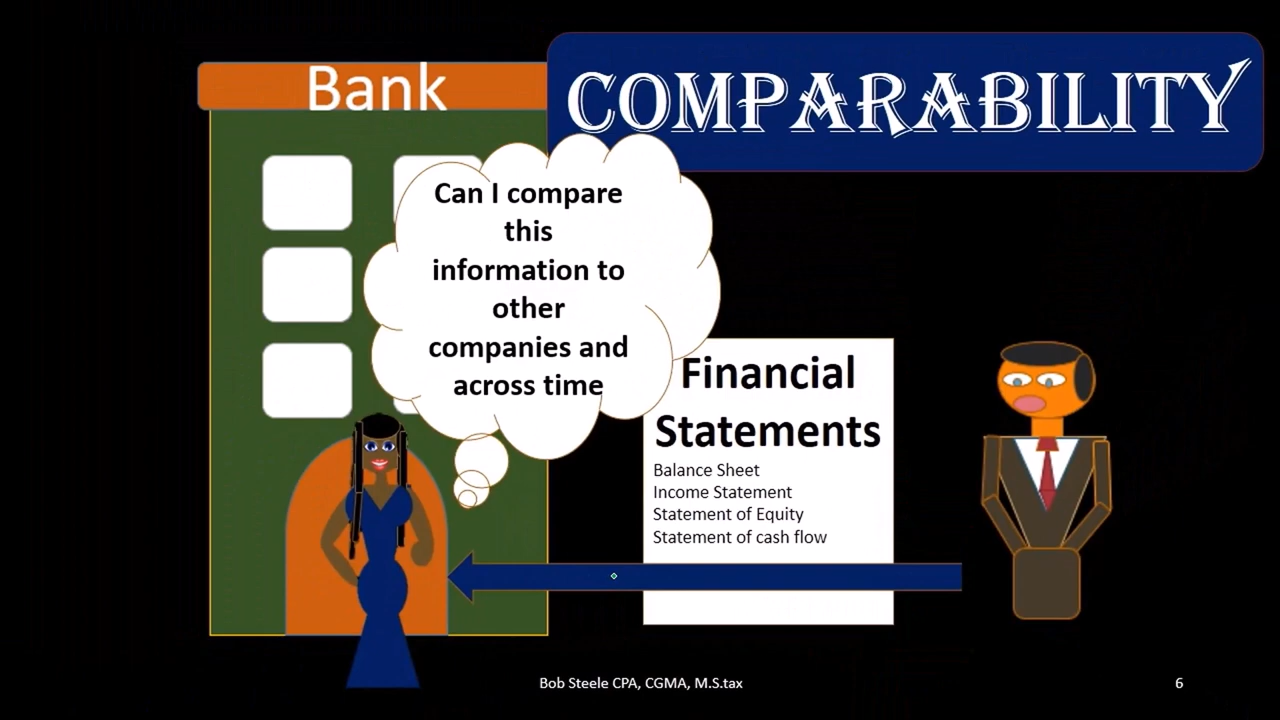 Bank
COMPARABILITY
Can I compare
this
information to
other
companies and
across time
Financial
Statements
Balance Sheet
Income Statement
Statement of Equity
Statement of cash flow
Bob Steele CPA, CGMA, M.S.tax
6